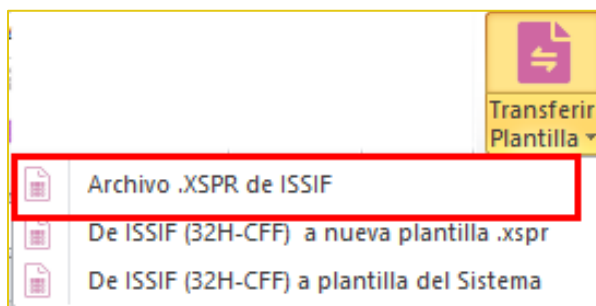 Transferir
Plantilla
Archivo .XSPR de ISSIF
De ISSIF (32H-CFF) a nueva plantilla .xspr
De ISSIF (32H-CFF) a plantilla del Sistema